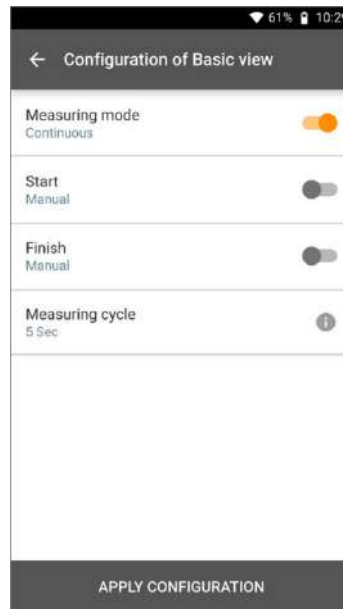 61% 10:29
Configuration of Basic view
Measuring mode
Continuous
Start
Manual
Finish
Manual
Measuring cycle
5 Sec
APPLY CONFIGURATION